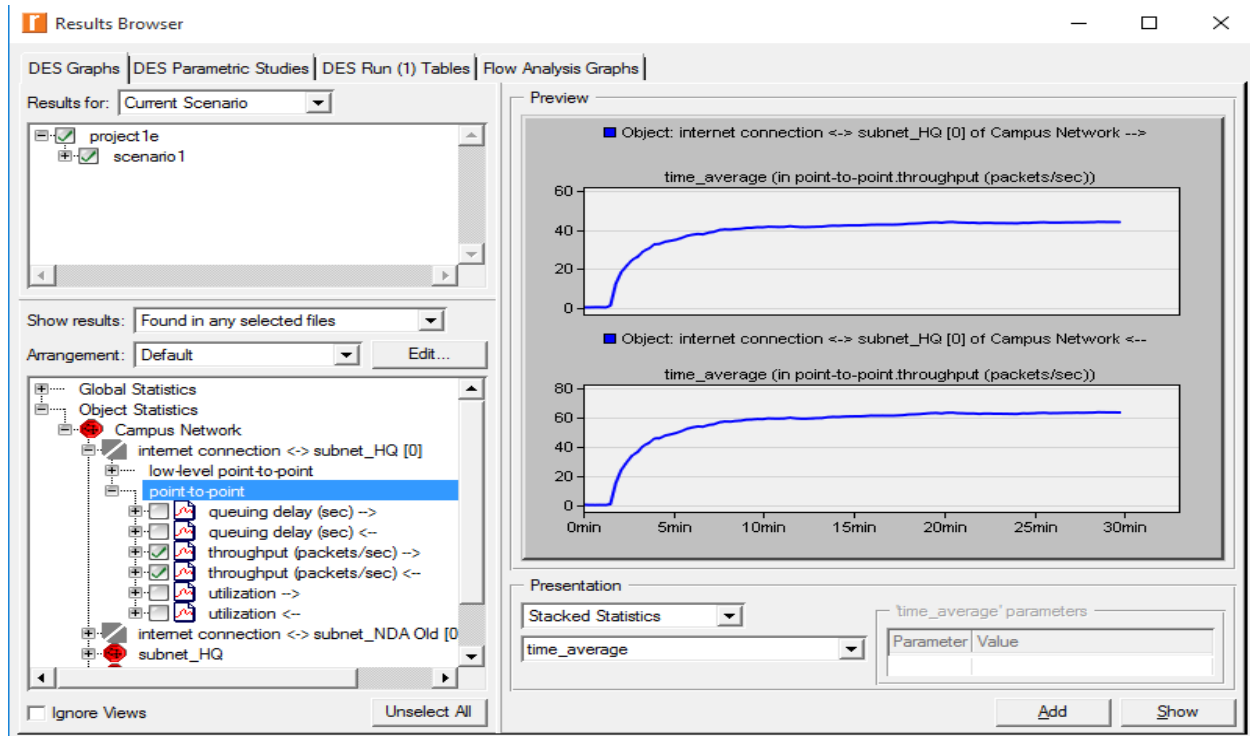 Results Browser
DES Graphs DES Parametric Studies DES Run (1) Tables Flow Analysis Graphs
Results for: Current Scenario
project1e
scenario1
Show results: Found in any selected files
Arrangement: Default Edit...
Global Statistics
Object Statistics
Campus Network
internet connection <-> subnet_HQ [0]
low-level point-to-point
point-to-point
queuing delay (sec) -->
queuing delay (sec) <--
throughput (packets/sec) -->
throughput (packets/sec) <--
utilization -->
utilization <--
internet connection <-> subnet_NDA Old [0
subnet_HQ
Ignore Views Unselect All
Preview
Object: internet connection <-> subnet_HQ [0] of Campus Network -->
time_average (in point-to-point.throughput (packets/sec))
60
40
20
0
Object: internet connection <-> subnet_HQ [0] of Campus Network <--
time_average (in point-to-point.throughput (packets/sec))
80
60
40
20
0
0min 5min 10min 15min 20min 25min 30min
Presentation
Stacked Statistics
time_average
'time_average' parameters
Parameter Value
Add Show